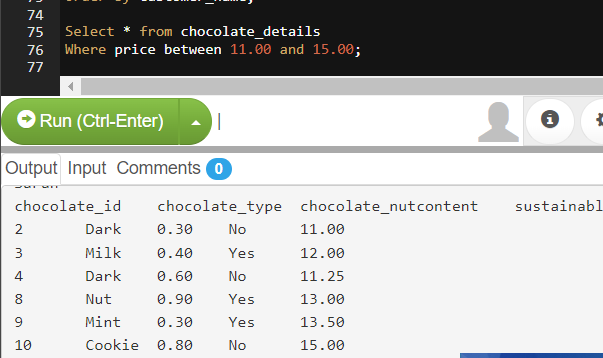 74
75 Select * from chocolate_details
76 Where price between 11.00 and 15.00;
77
Run (Ctrl-Enter)
Output Input Comments 0
chocolate_id chocolate_type chocolate_nutcontent
2 Dark 0.30 No 11.00
3 Milk 0.40 Yes 12.00
4 Dark 0.60 No 11.25
8 Nut 0.90 Yes 13.00
9 Mint 0.30 Yes 13.50
10 Cookie 0.80 No 15.00